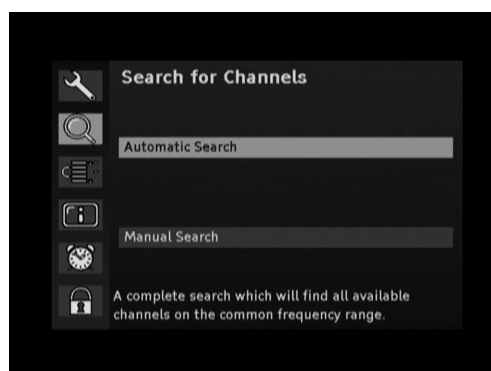 Search for Channels
Automatic Search
Manual Search
A complete search which will find all available
channels on the common frequency range.